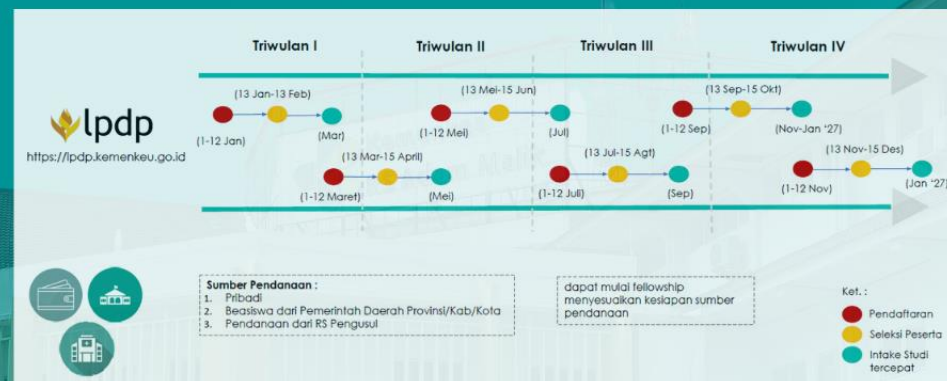 Triwulan I
Triwulan II
Triwulan III
Triwulan IV
lpdp
https://lpdp.kemenkeu.go.id
(13 Jan-13 Feb)
(1-12 Jan)
(Mar)
(13 Mar-15 April)
(1-12 Maret)
(Mei)
(13 Mei-15 Jun)
(1-12 Mei)
(Jul)
(13 Jul-15 Agt)
(1-12 Juli)
(Sep)
(13 Sep-15 Okt)
(1-12 Sep)
(Nov-Jan '27)
(13 Nov-15 Des)
(1-12 Nov)
(Jan '27)
Sumber Pendanaan :
1. Pribadi
2. Beasiswa dari Pemerintah Daerah Provinsi/Kab/Kota
3. Pendanaan dari RS Pengusul
dapat mulai fellowship
menyesuaikan kesiapan sumber
pendanaan
Ket. :
Pendaftaran
Seleksi Peserta
Intake Studi
tercepat